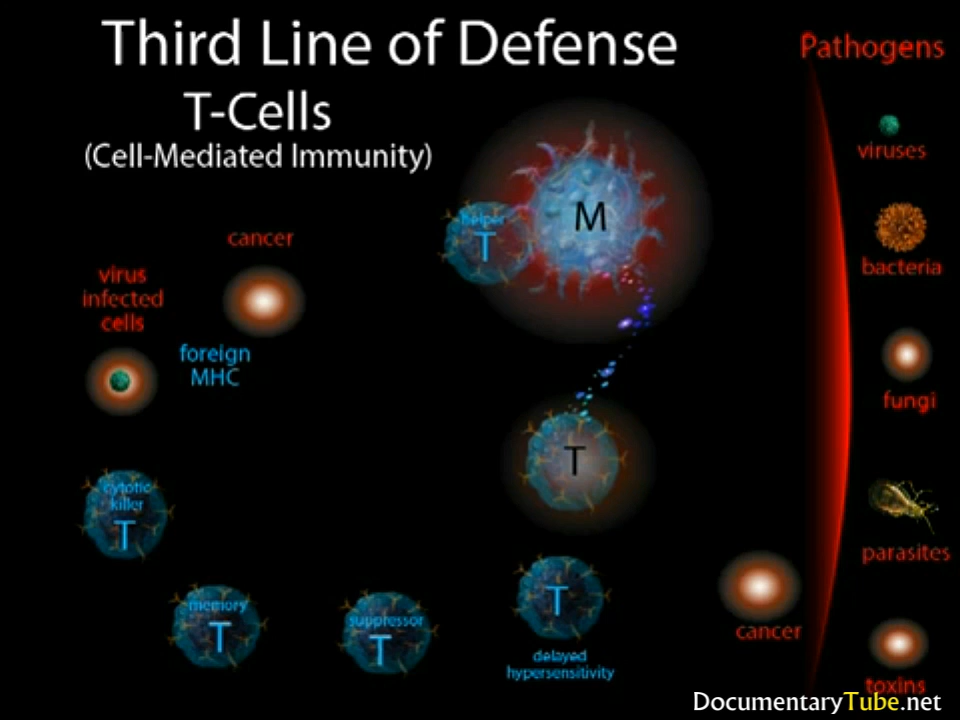 Third Line of Defense
T-Cells
(Cell-Mediated Immunity)
Pathogens
viruses
bacteria
fungi
parasites
toxins
helper
T
M
cancer
virus
infected
cells
foreign
MHC
T
cytotic
killer
T
memory
T
suppressor
T
T
delayed
hypersensitivity
cancer
DocumentaryTube.net